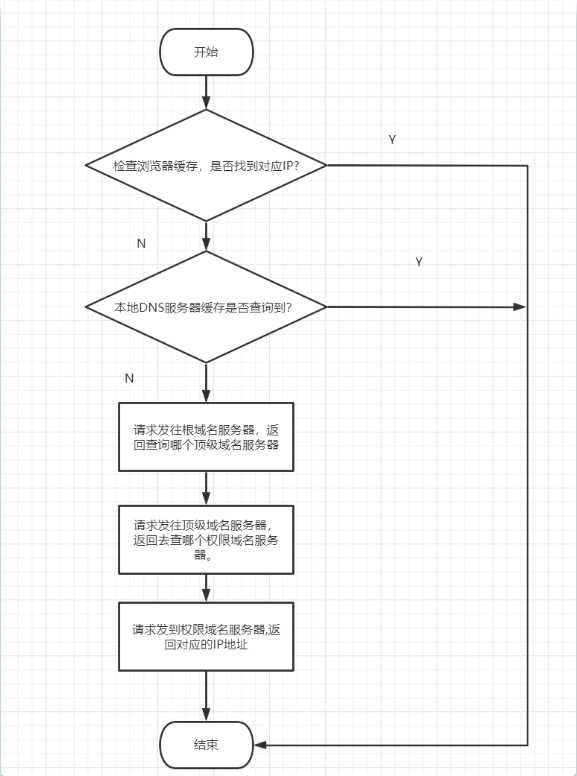 开始
Y
检查浏览器缓存，是否找到对应IP?
N
Y
本地DNS服务器缓存是否查询到?
N
请求发往根域名服务器，返
回查询哪个顶级域名服务器
请求发往顶级域名服务器，
返回去查哪个权限域名服务
器。
请求发到权限域名服务器,返
回对应的IP地址
结束